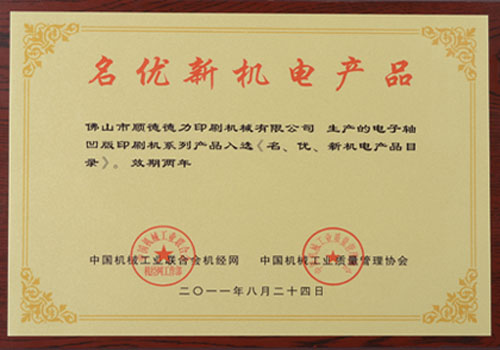 名优新机电产品
佛山市顺德德力印刷机械有限公司 生产的电子轴
凹版印刷机系列产品入选《名、优、新机电产品目
录》。效期两年
中国机械工业联合会机经网 中国机械工业质量管理协会
二〇一一年八月二十四日